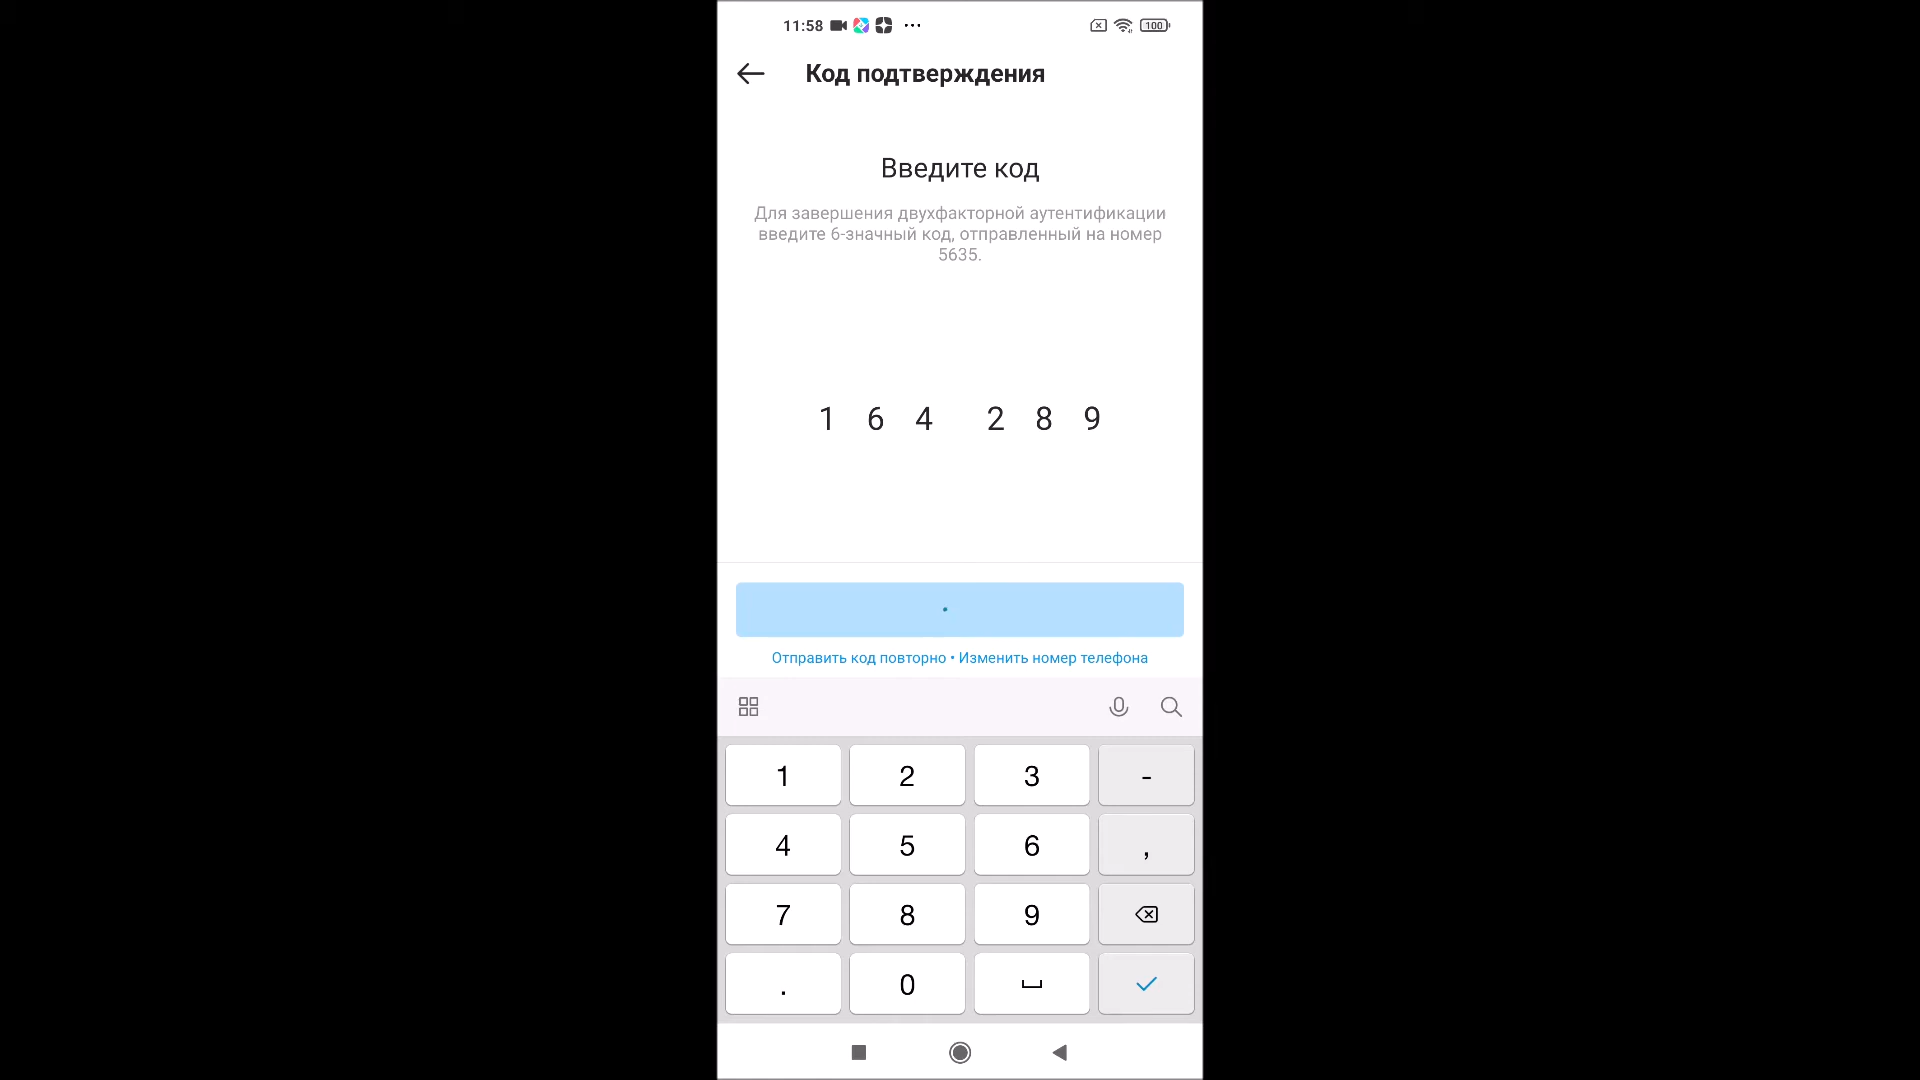 11:58 ... 100
Код подтверждения
Введите код
Для завершения двухфакторной аутентификации
введите 6-значный код, отправленный на номер
5635.
1 6 4 2 8 9
Отправить код повторно • Изменить номер телефона
1 2 3 -
4 5 6 ,
7 8 9
. 0